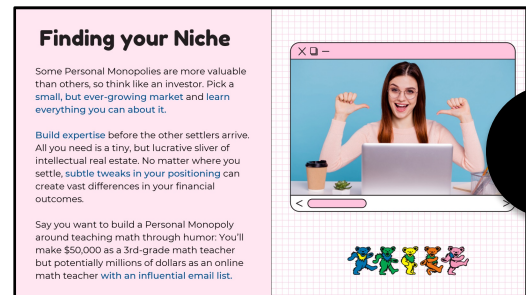 Finding your Niche
Some Personal Monopolies are more valuable
than others, so think like an investor. Pick a
small, but ever-growing market and learn
everything you can about it.
Build expertise before the other settlers arrive.
All you need is a tiny, but lucrative sliver of
intellectual real estate. No matter where you
settle, subtle tweaks in your positioning can
create vast differences in your financial
outcomes.
Say you want to build a Personal Monopoly
around teaching math through humor: You'll
make $50,000 as a 3rd-grade math teacher
but potentially millions of dollars as an online
math teacher with an influential email list.